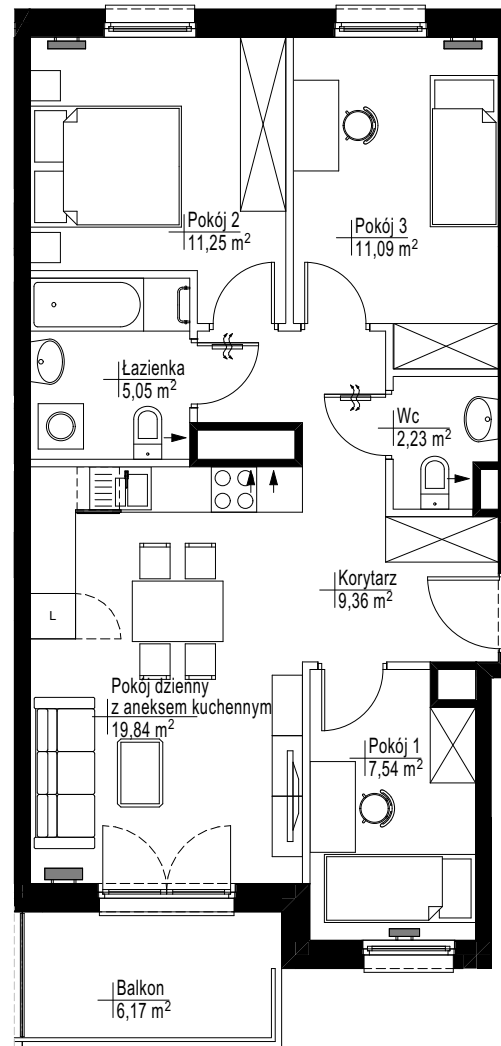 Pokój 2
11,25 m²
Pokój 3
11,09 m²
Łazienka
5,05 m²
Wc
2,23 m²
Korytarz
9,36 m²
L
Pokój dzienny
z aneksem kuchennym
19,84 m²
Pokój 1
7,54 m²
Balkon
6,17 m²